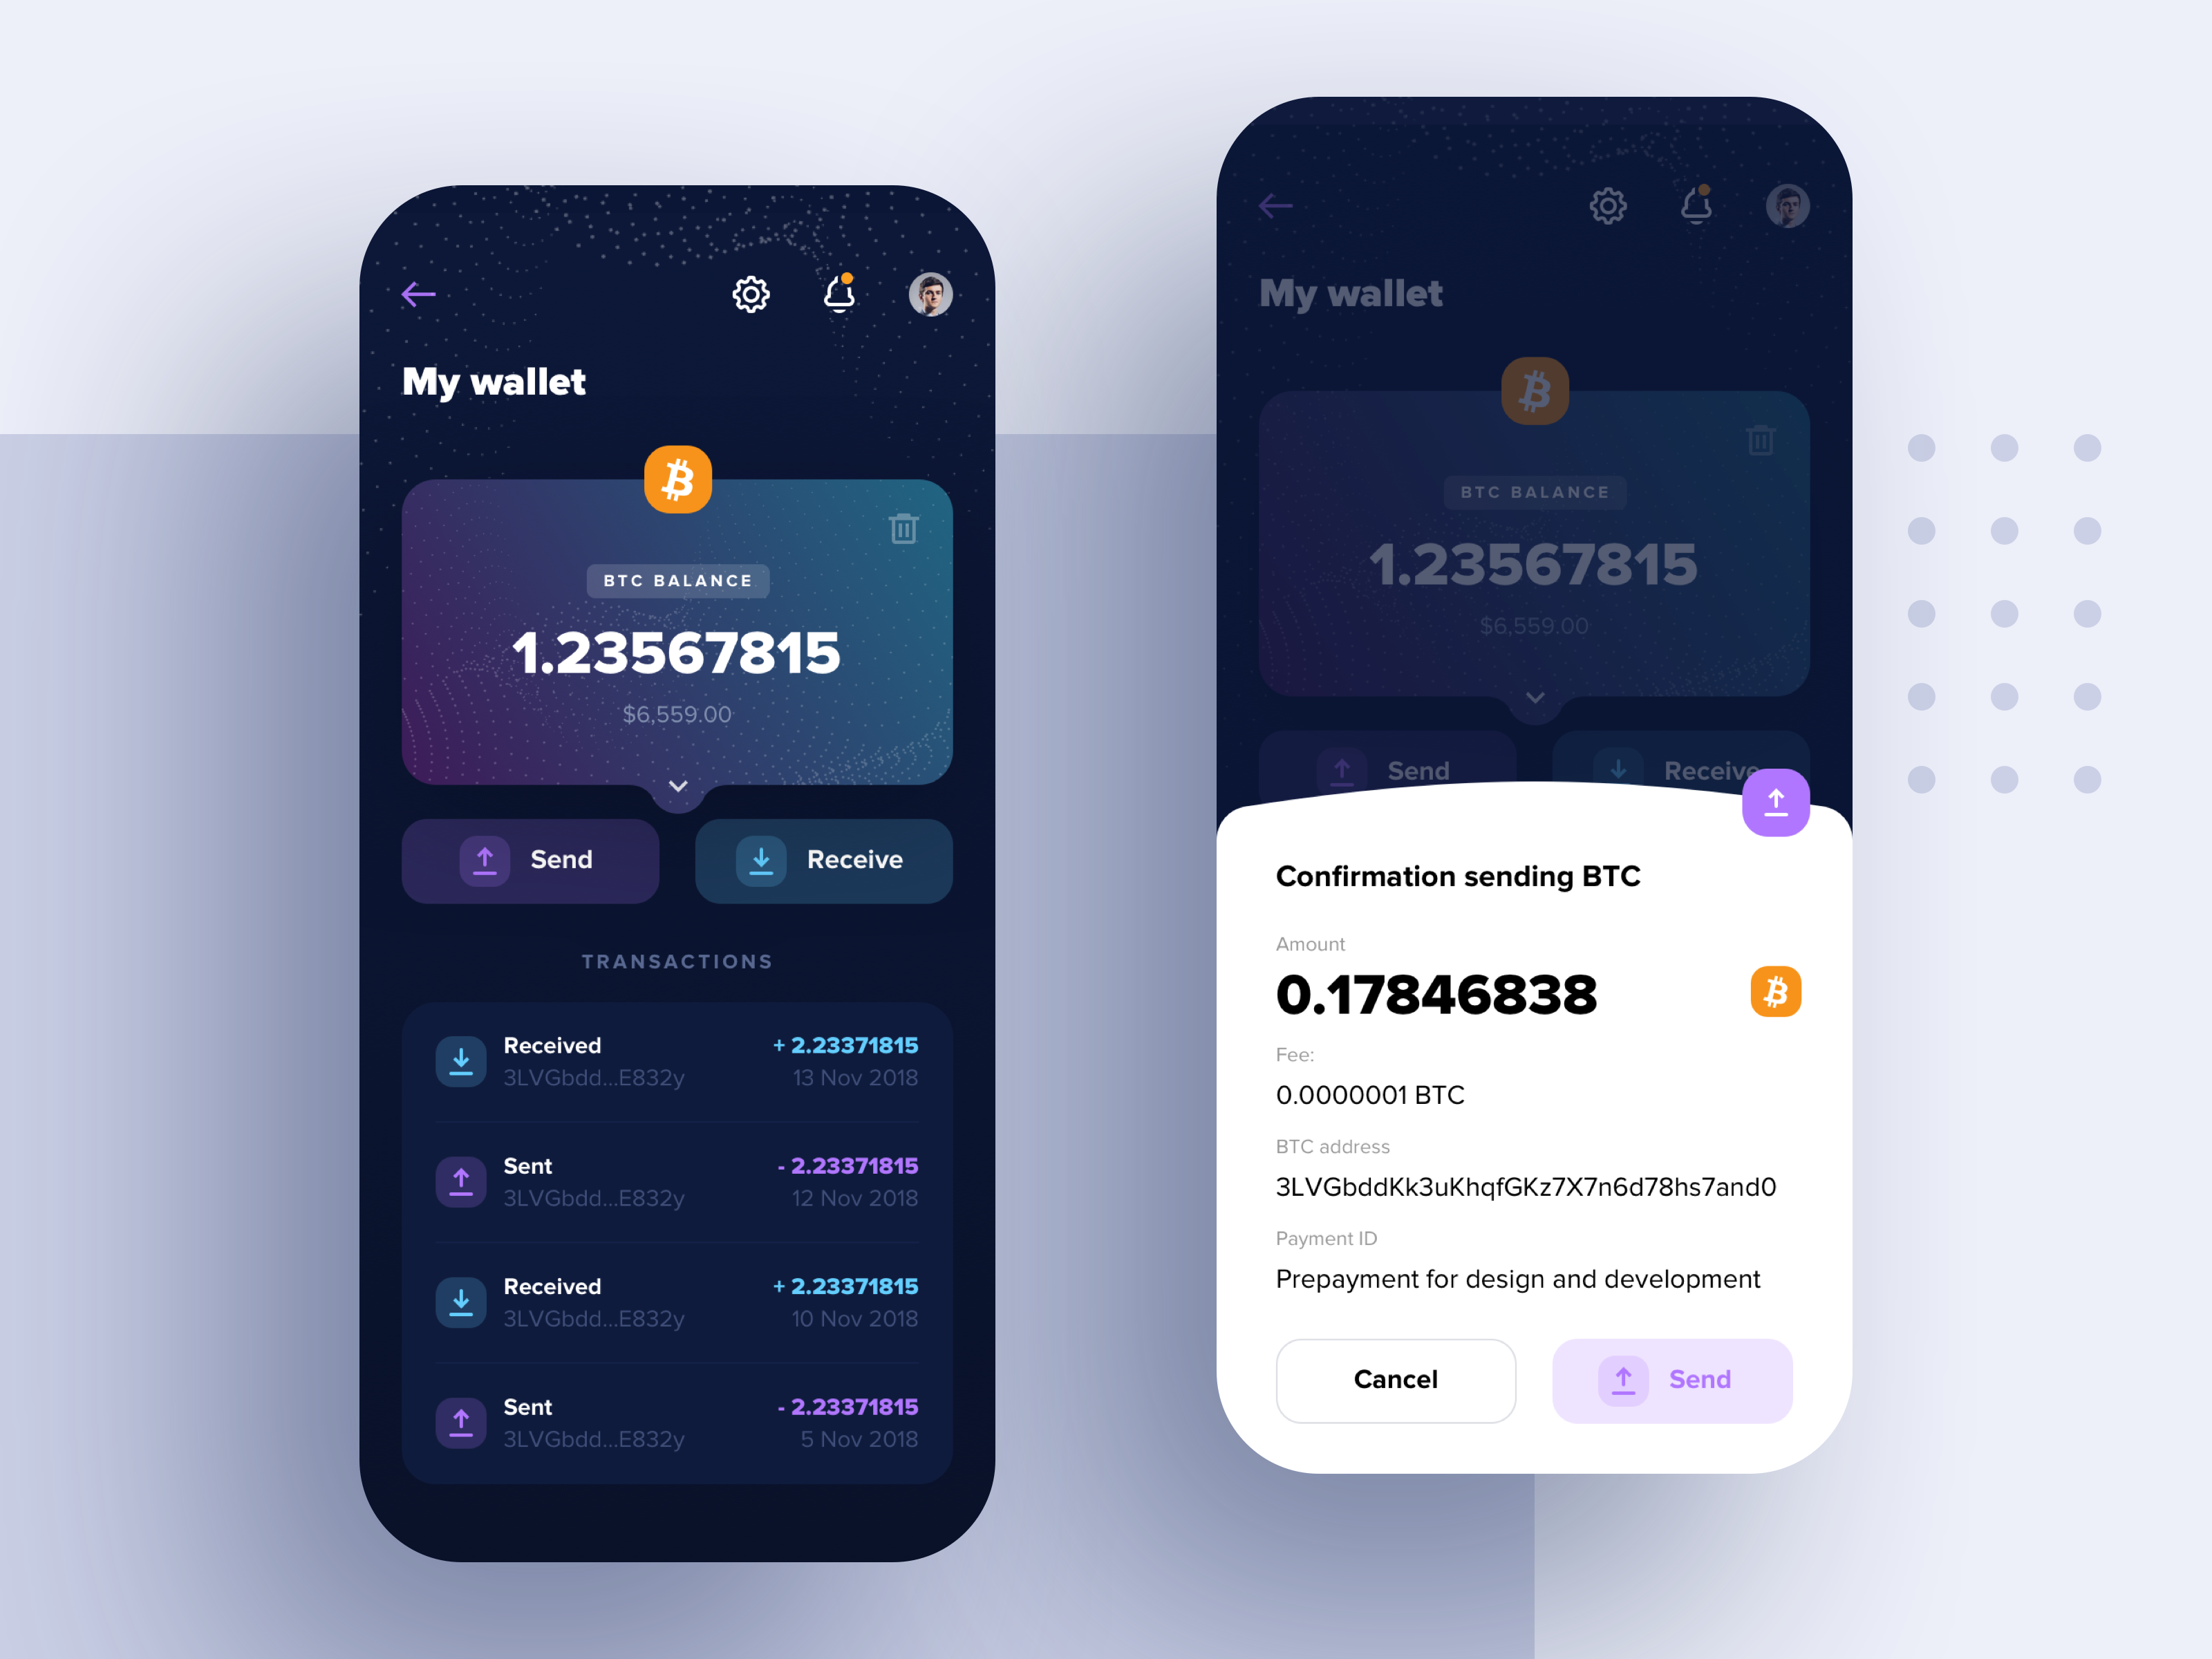 My wallet
BTC BALANCE
1.23567815
$6,559.00
Send
Receive
TRANSACTIONS
Received
+ 2.23371815
3LVGbdd...E832y
13 Nov 2018
Sent
- 2.23371815
3LVGbdd...E832y
12 Nov 2018
Received
+ 2.23371815
3LVGbdd...E832y
10 Nov 2018
Sent
- 2.23371815
3LVGbdd...E832y
5 Nov 2018
My wallet
BTC BALANCE
1.23567815
$6,559.00
Send
Receive
Confirmation sending BTC
Amount
0.17846838
Fee:
0.0000001 BTC
BTC address
3LVGbddKk3uKhqfGKz7X7n6d78hs7and0
Payment ID
Prepayment for design and development
Cancel
Send